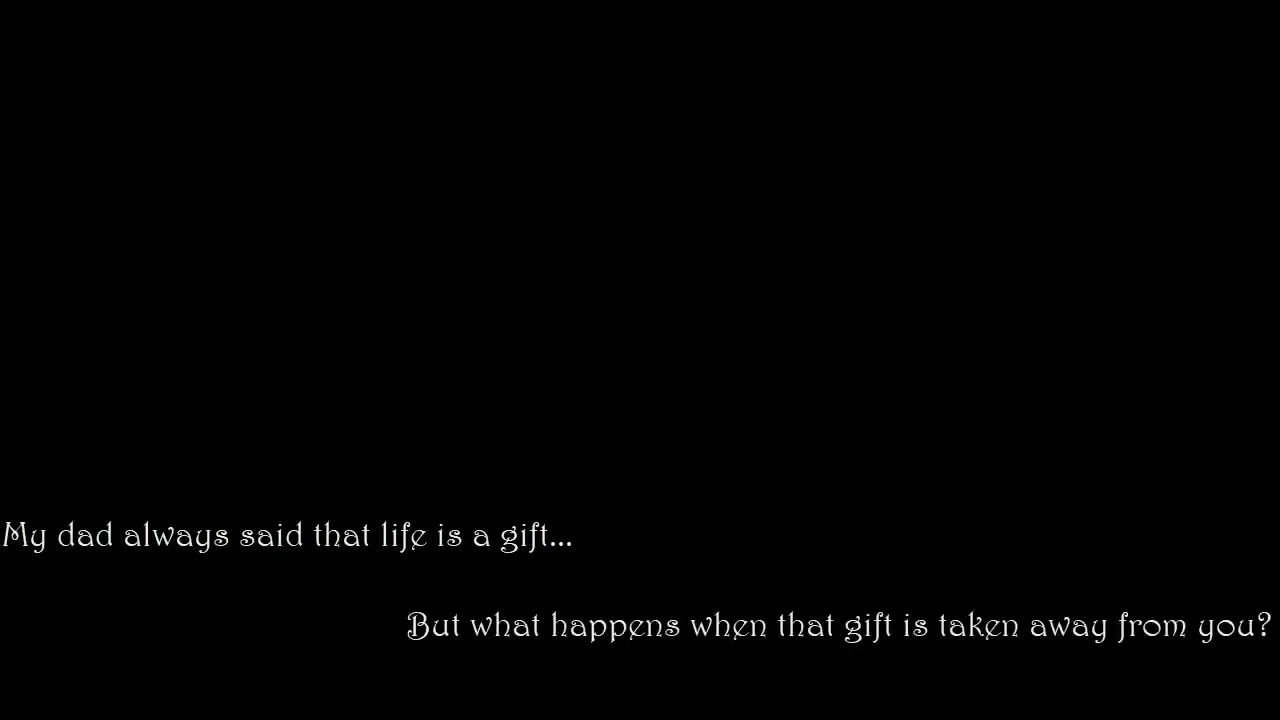 My dad always said that life is a gift...
But what happens when that gift is taken away from you?